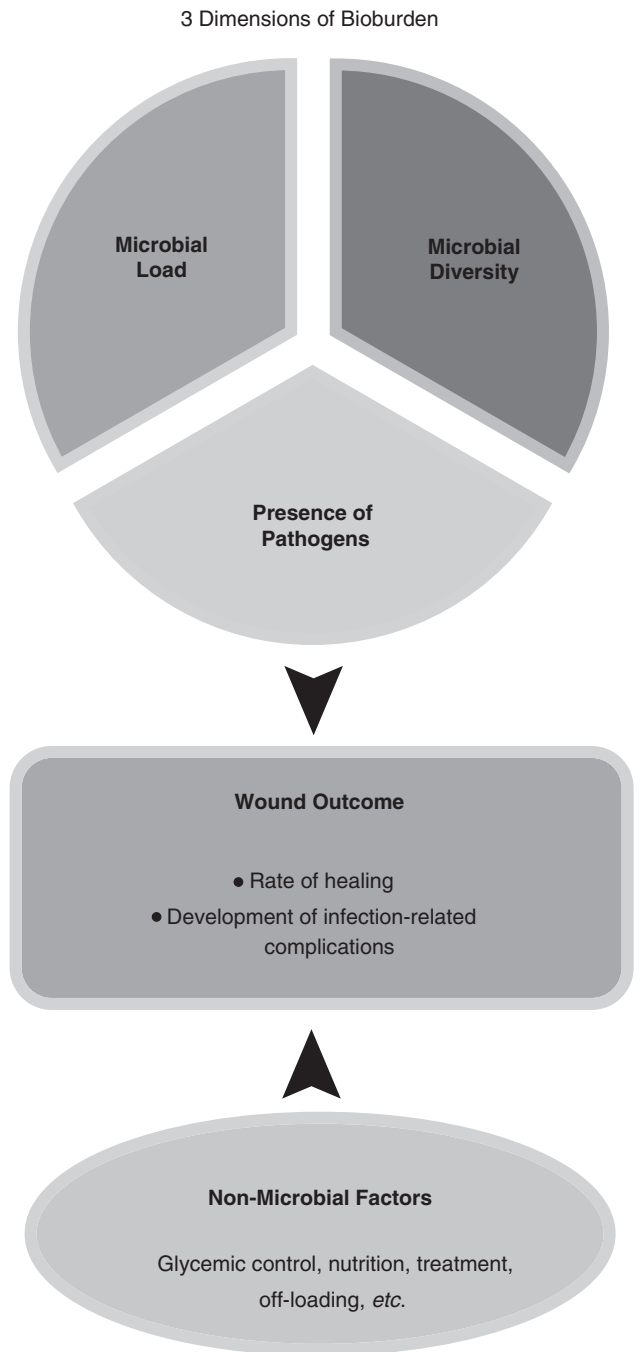 3 Dimensions of Bioburden
Microbial
Load
Microbial
Diversity
Presence of
Pathogens
Wound Outcome
● Rate of healing
● Development of infection-related
complications
Non-Microbial Factors
Glycemic control, nutrition, treatment,
off-loading, etc.